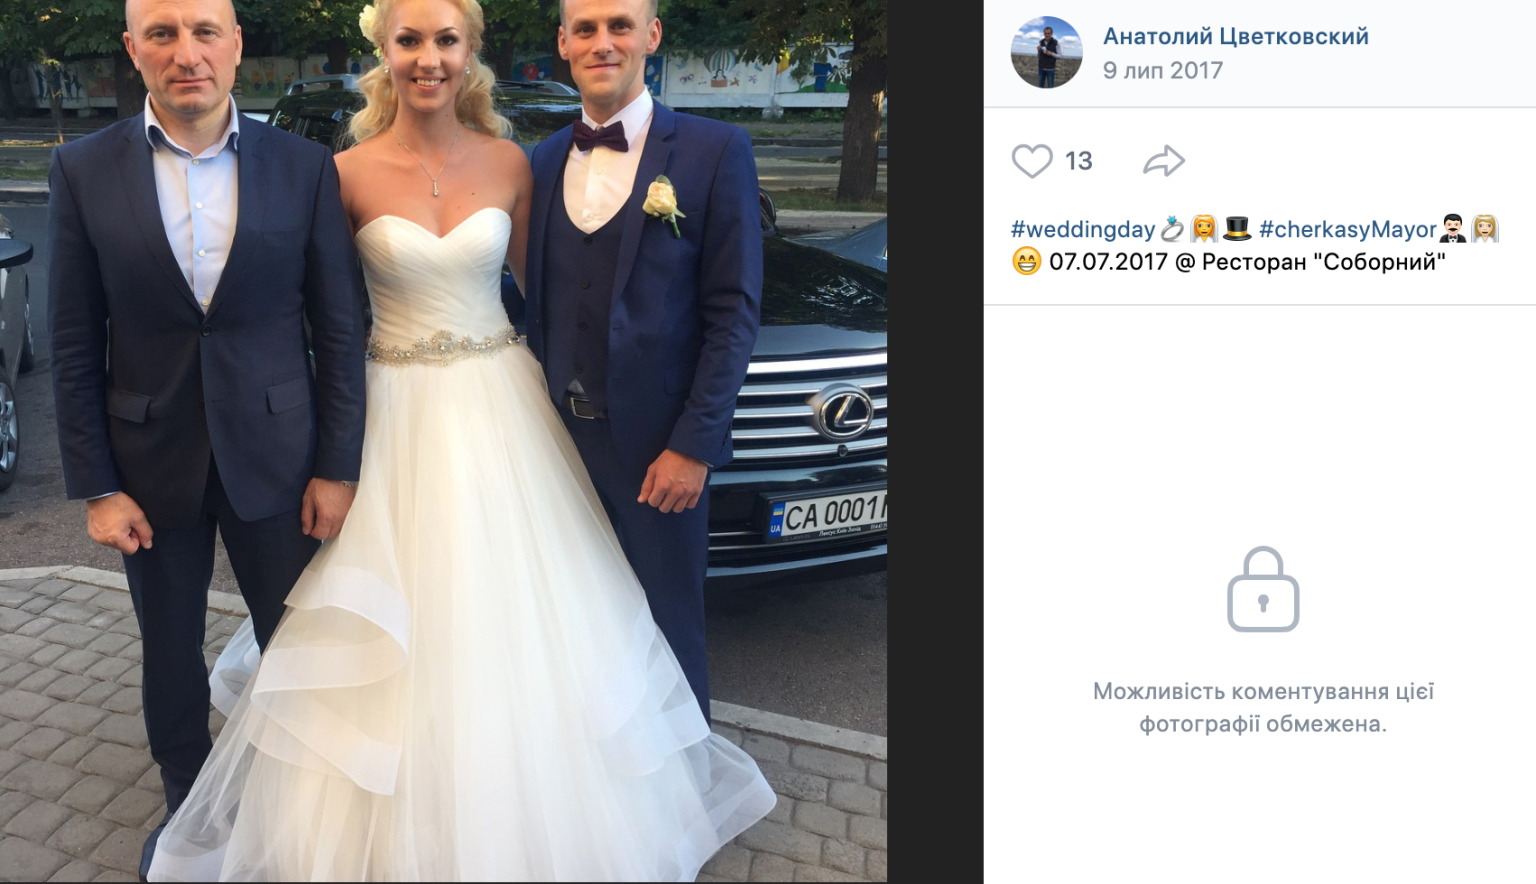 Анатолий Цветковский
9 лип 2017
13
#weddingday💍👰🎩 #cherkasyMayor🤵🏻👰🏼
😁 07.07.2017 @ Ресторан "Соборний"
Можливість коментування цієї
фотографії обмежена.
UA CA 0001